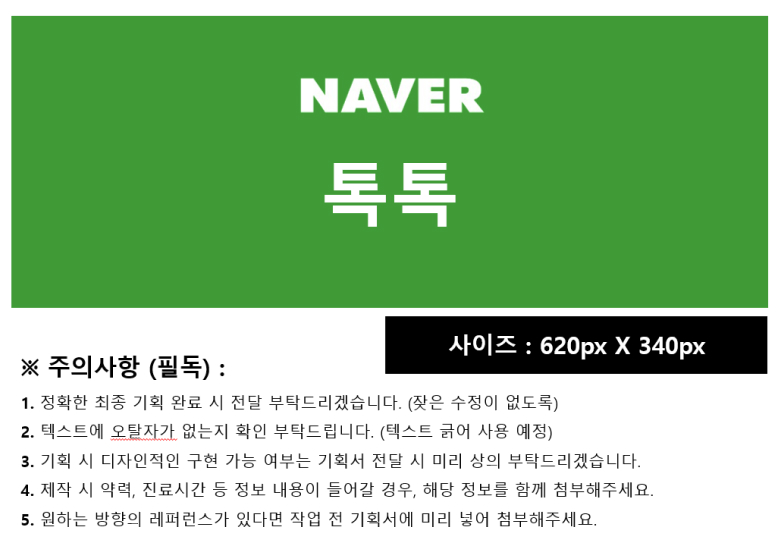 NAVER
톡톡
사이즈 : 620px X 340px
※ 주의사항 (필독) :
1. 정확한 최종 기획 완료 시 전달 부탁드리겠습니다. (잦은 수정이 없도록)
2. 텍스트에 오탈자가 없는지 확인 부탁드립니다. (텍스트 긁어 사용 예정)
3. 기획 시 디자인적인 구현 가능 여부는 기획서 전달 시 미리 상의 부탁드리겠습니다.
4. 제작 시 약력, 진료시간 등 정보 내용이 들어갈 경우, 해당 정보를 함께 첨부해주세요.
5. 원하는 방향의 레퍼런스가 있다면 작업 전 기획서에 미리 넣어 첨부해주세요.